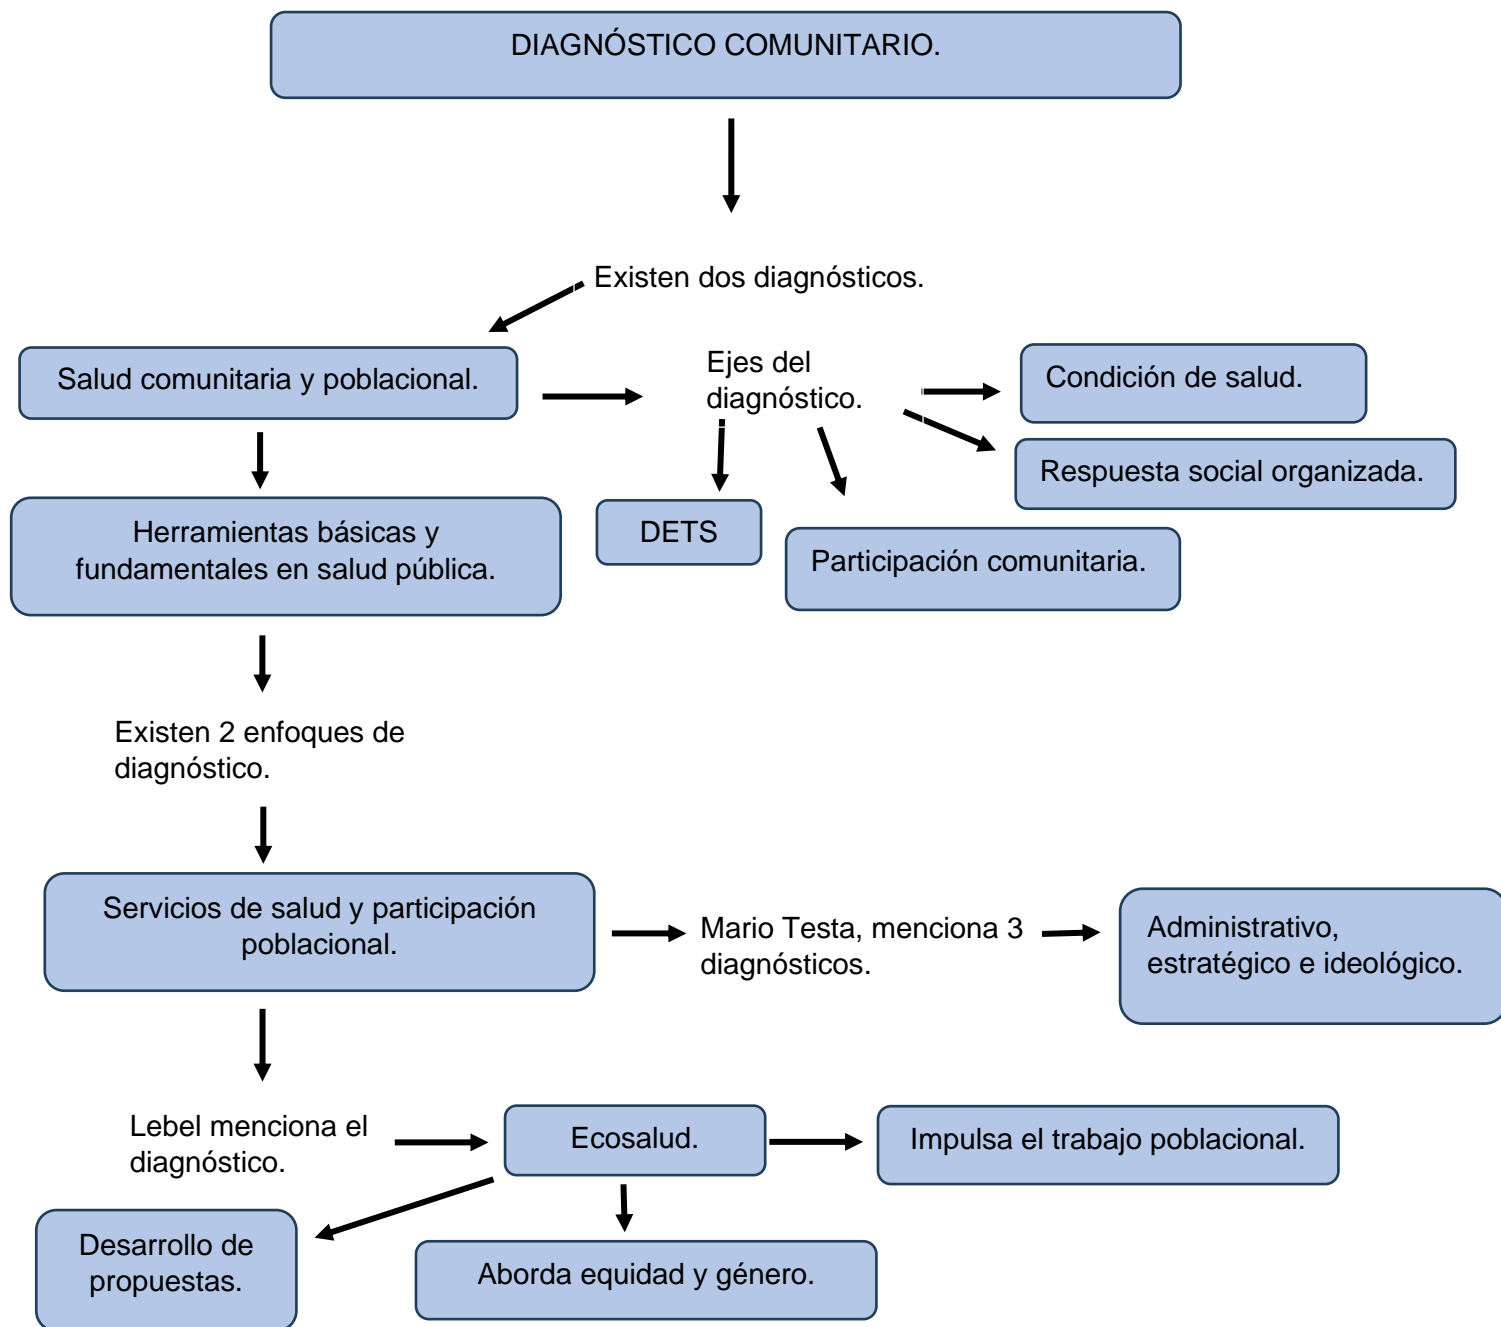 DIAGNÓSTICO COMUNITARIO.
Existen dos diagnósticos.
Salud comunitaria y poblacional.
Ejes del
diagnóstico.
Condición de salud.
Respuesta social organizada.
Herramientas básicas y
fundamentales en salud pública.
DETS
Participación comunitaria.
Existen 2 enfoques de
diagnóstico.
Servicios de salud y participación
poblacional.
Mario Testa, menciona 3
diagnósticos.
Administrativo,
estratégico e ideológico.
Lebel menciona el
diagnóstico.
Ecosalud.
Impulsa el trabajo poblacional.
Desarrollo de
propuestas.
Aborda equidad y género.